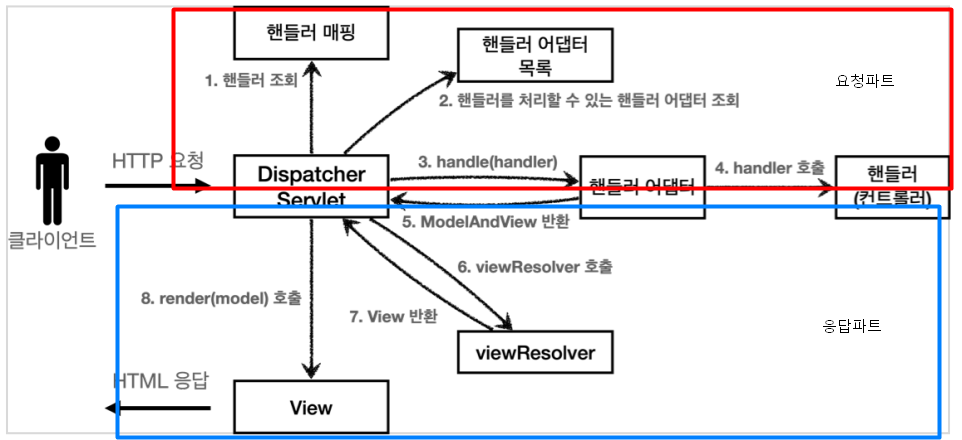 핸들러 매핑
핸들러 어댑터
목록
요청파트
1. 핸들러 조회
2. 핸들러를 처리할 수 있는 핸들러 어댑터 조회
HTTP 요청
Dispatcher
Servlet
3. handle(handler)
핸들러 어댑터
4. handler 호출
핸들러
(컨트롤러)
클라이언트
5. ModelAndView 반환
6. viewResolver 호출
8. render(model) 호출
7. View 반환
응답파트
viewResolver
HTML 응답
View